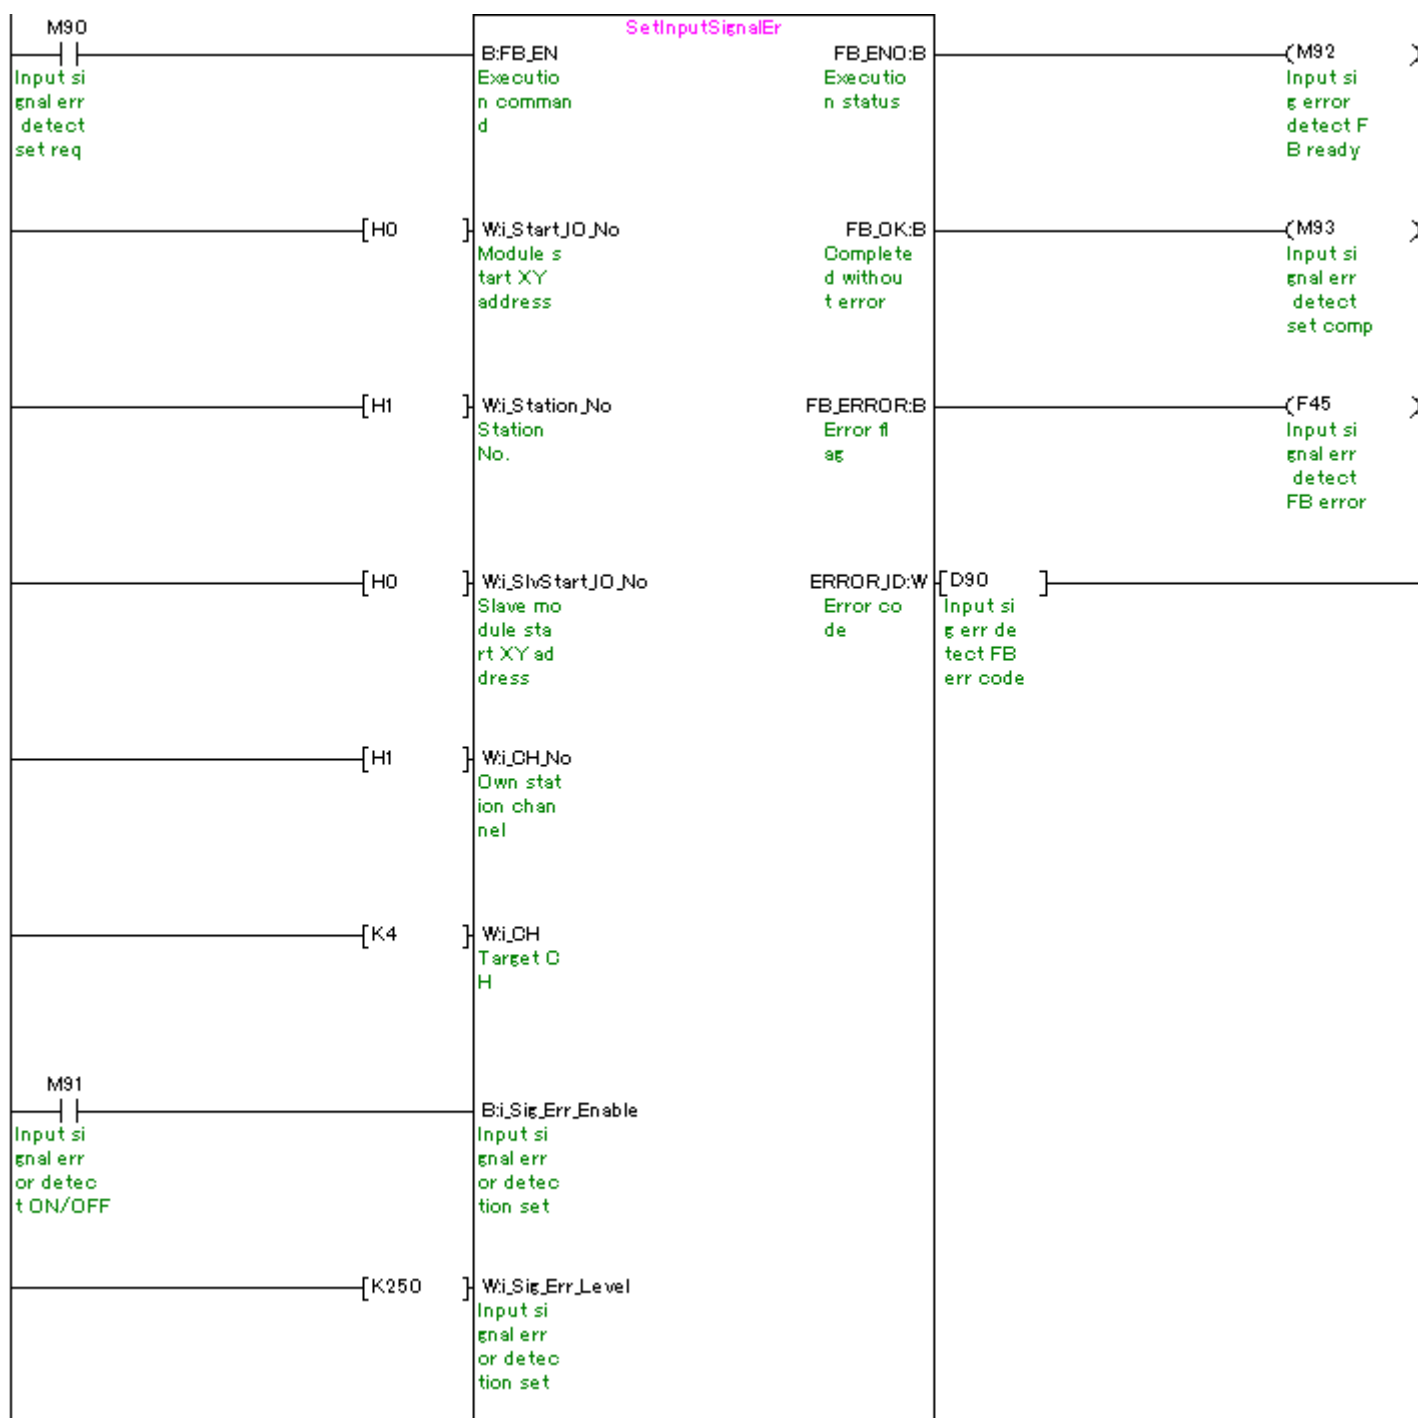 M90
SetInputSignalEr
B:FB_EN
FB_ENO:B
(M92 )
Input si
gnal err
detect
set req
Executio
n comman
d
Executio
n status
Input si
g error
detect F
B ready
[H0 ]
W:i_Start_IO_No
FB_OK:B
(M93 )
Module s
tart XY
address
Complete
d withou
t error
Input si
gnal err
detect
set comp
[H1 ]
W:i_Station_No
FB_ERROR:B
(F45 )
Station
No.
Error fl
ag
Input si
gnal err
detect
FB error
[H0 ]
W:i_SlvStart_IO_No
ERROR_ID:W
[D90 ]
Slave mo
dule sta
rt XY ad
dress
Error co
de
Input si
g err de
tect FB
err code
[H1 ]
W:i_CH_No
Own stat
ion chan
nel
[K4 ]
W:i_CH
Target C
H
M91
B:i_Sig_Err_Enable
Input si
gnal err
or detec
t ON/OFF
Input si
gnal err
or detec
tion set
[K250 ]
W:i_Sig_Err_Level
Input si
gnal err
or detec
tion set